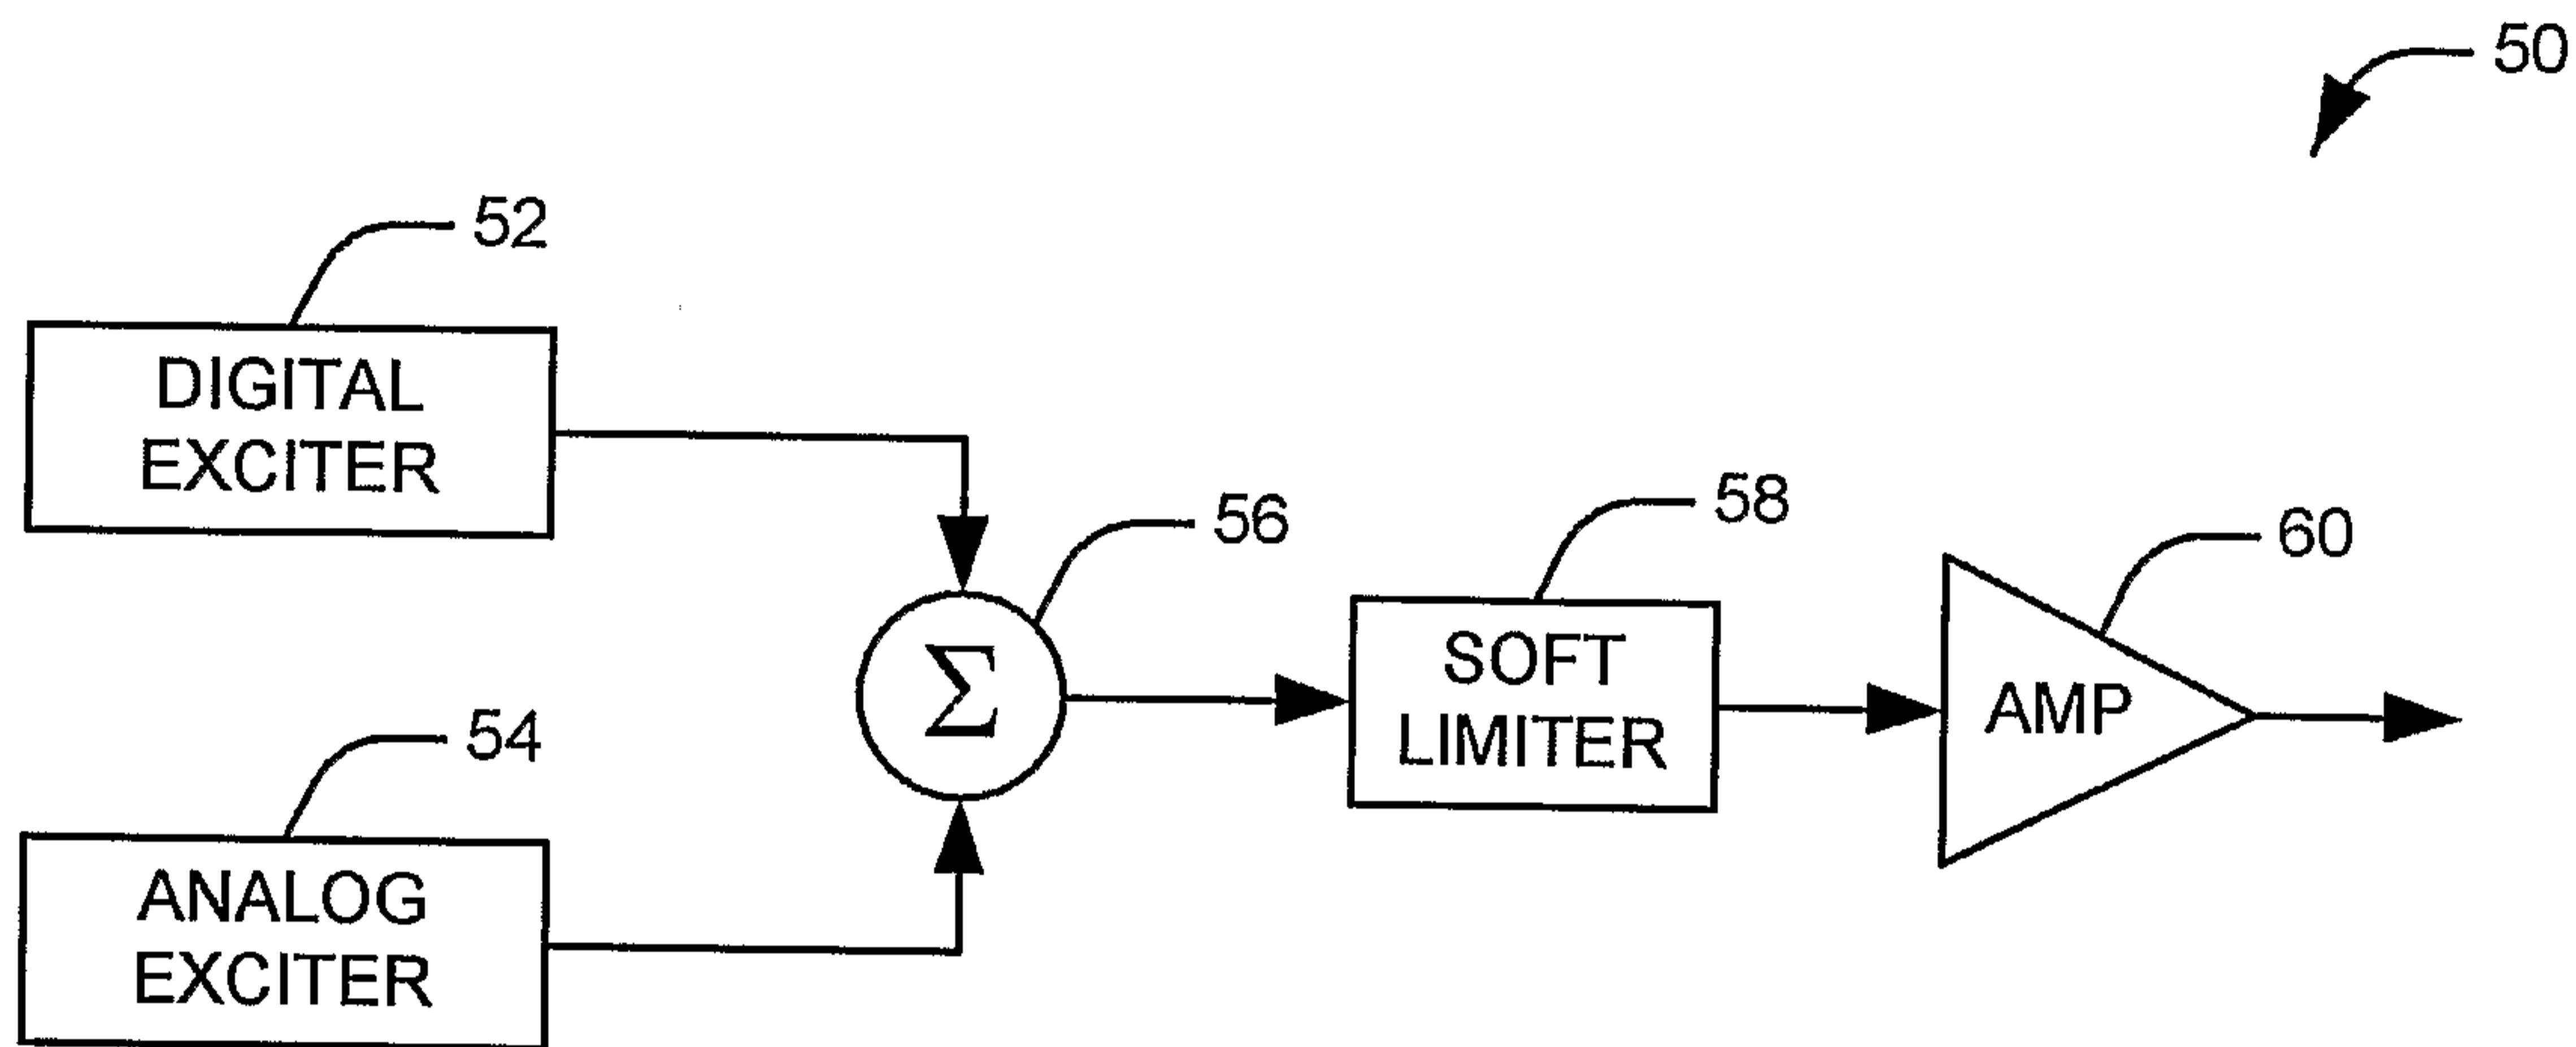 50
52
DIGITAL
EXCITER
56
58
60
Σ
SOFT
LIMITER
AMP
54
ANALOG
EXCITER